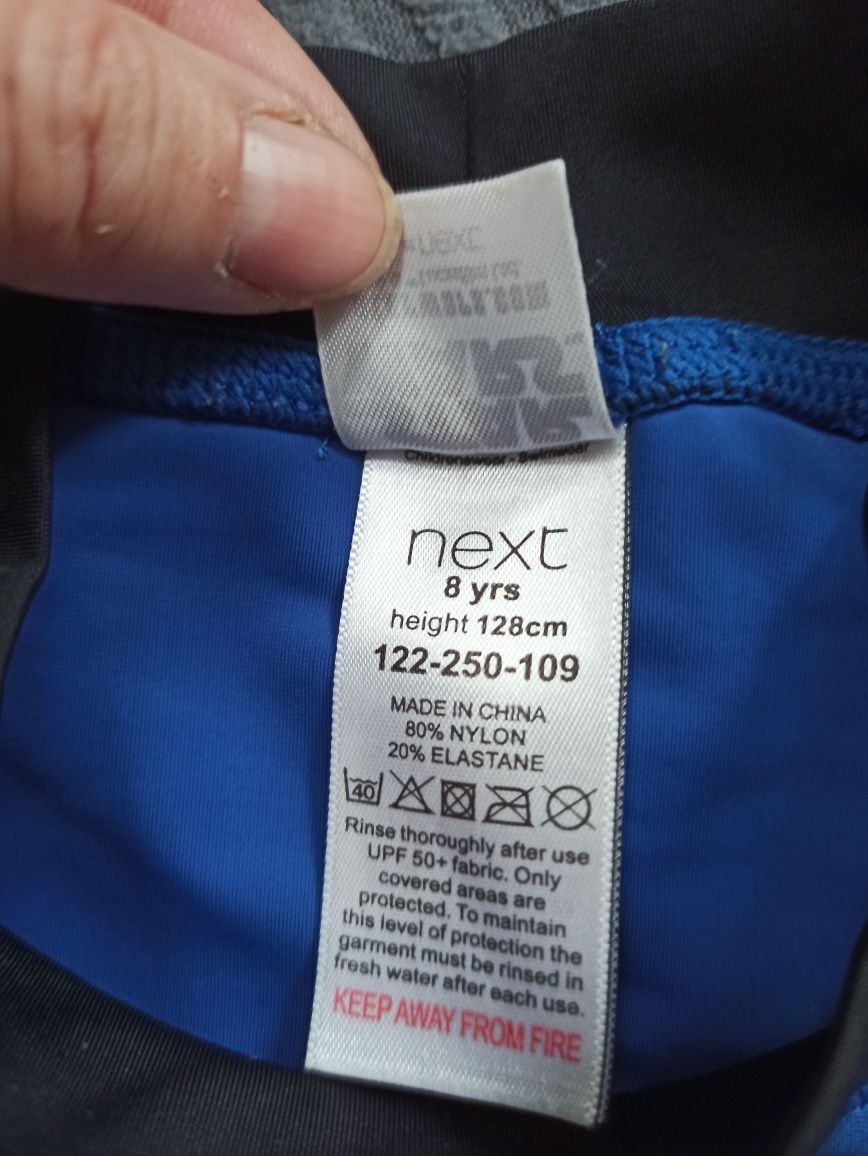 Childrenswear - Swimwear
next
8 yrs
height 128cm
122-250-109
MADE IN CHINA
80% NYLON
20% ELASTANE
40
Rinse thoroughly after use
UPF 50+ fabric. Only
covered areas are
protected. To maintain
this level of protection the
garment must be rinsed in
fresh water after each use.
KEEP AWAY FROM FIRE